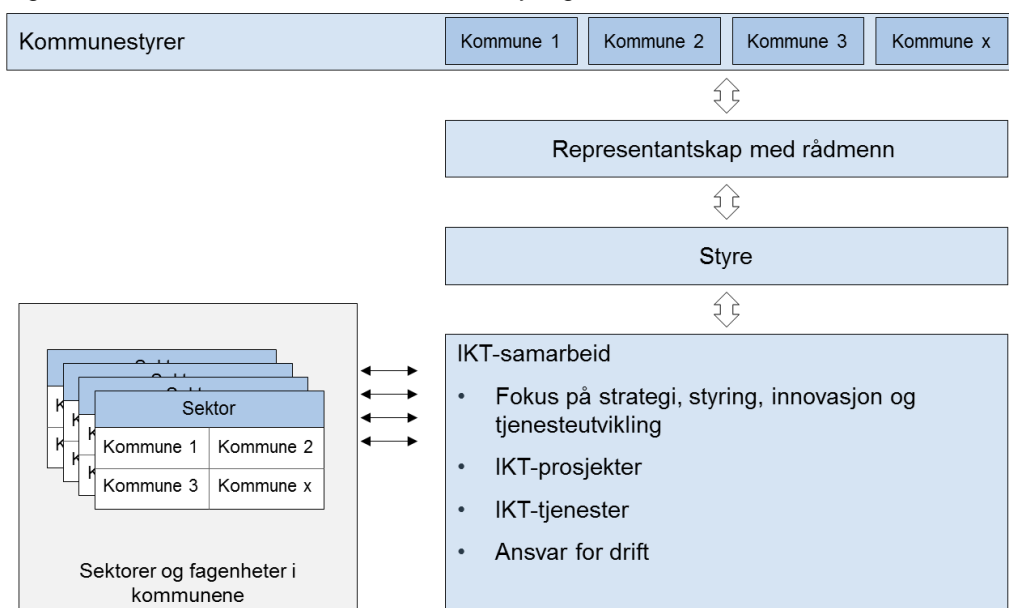 Kommunestyrer
Kommune 1
Kommune 2
Kommune 3
Kommune x
Representantskap med rådmenn
Styre
IKT-samarbeid
• Fokus på strategi, styring, innovasjon og
tjenesteutvikling
• IKT-prosjekter
• IKT-tjenester
• Ansvar for drift
Sektor
Kommune 1
Kommune 2
Kommune 3
Kommune x
Sektorer og fagenheter i
kommunene